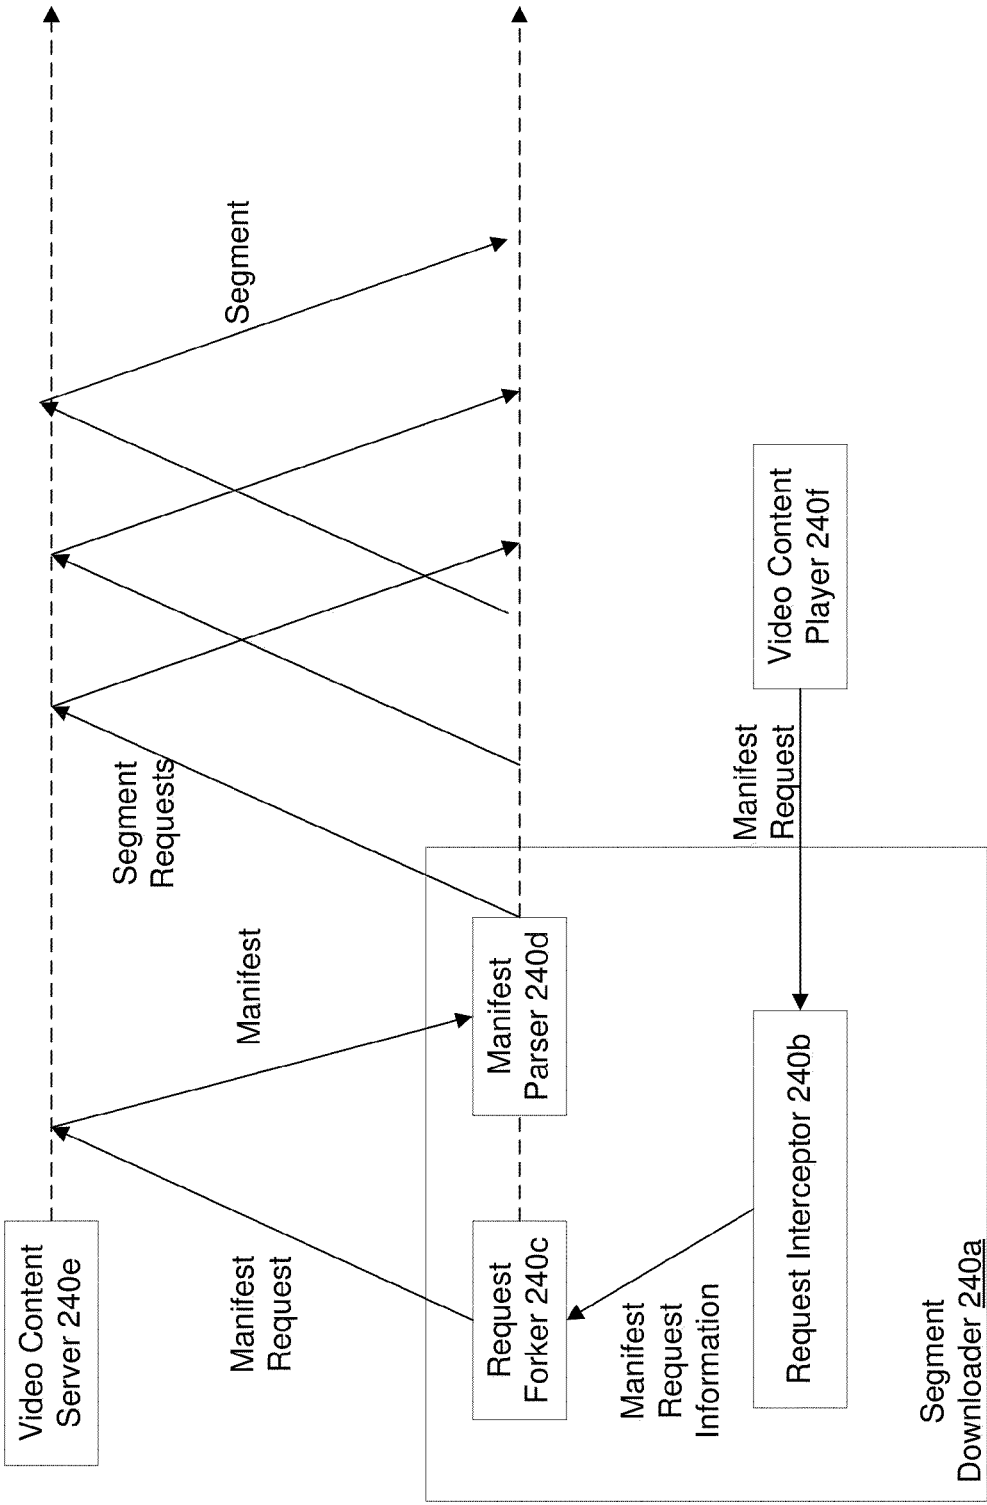 Video Content
Server 240e
Manifest
Request
Manifest
Segment
Requests
Segment
Request
Forker 240c
Manifest
Parser 240d
Manifest
Request
Information
Manifest
Request
Request Interceptor 240b
Video Content
Player 240f
Segment
Downloader 240a